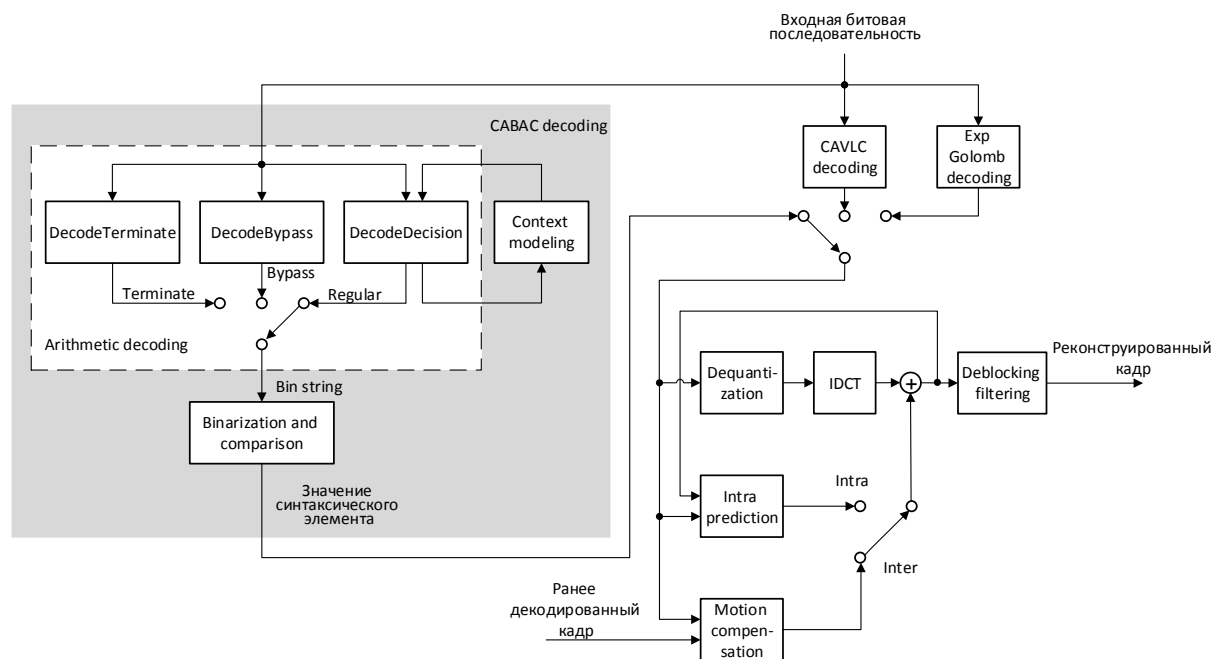 Входная битовая
последовательность
CABAC decoding
CAVLC
decoding
Exp
Golomb
decoding
DecodeTerminate
DecodeBypass
DecodeDecision
Context
modeling
Bypass
Terminate
Regular
Arithmetic decoding
Bin string
Binarization and
comparison
Значение
синтаксического
элемента
Dequanti-
zation
IDCT
+
Deblocking
filtering
Реконструированный
кадр
Intra
prediction
Intra
Inter
Ранее
декодированный
кадр
Motion
compen-
sation